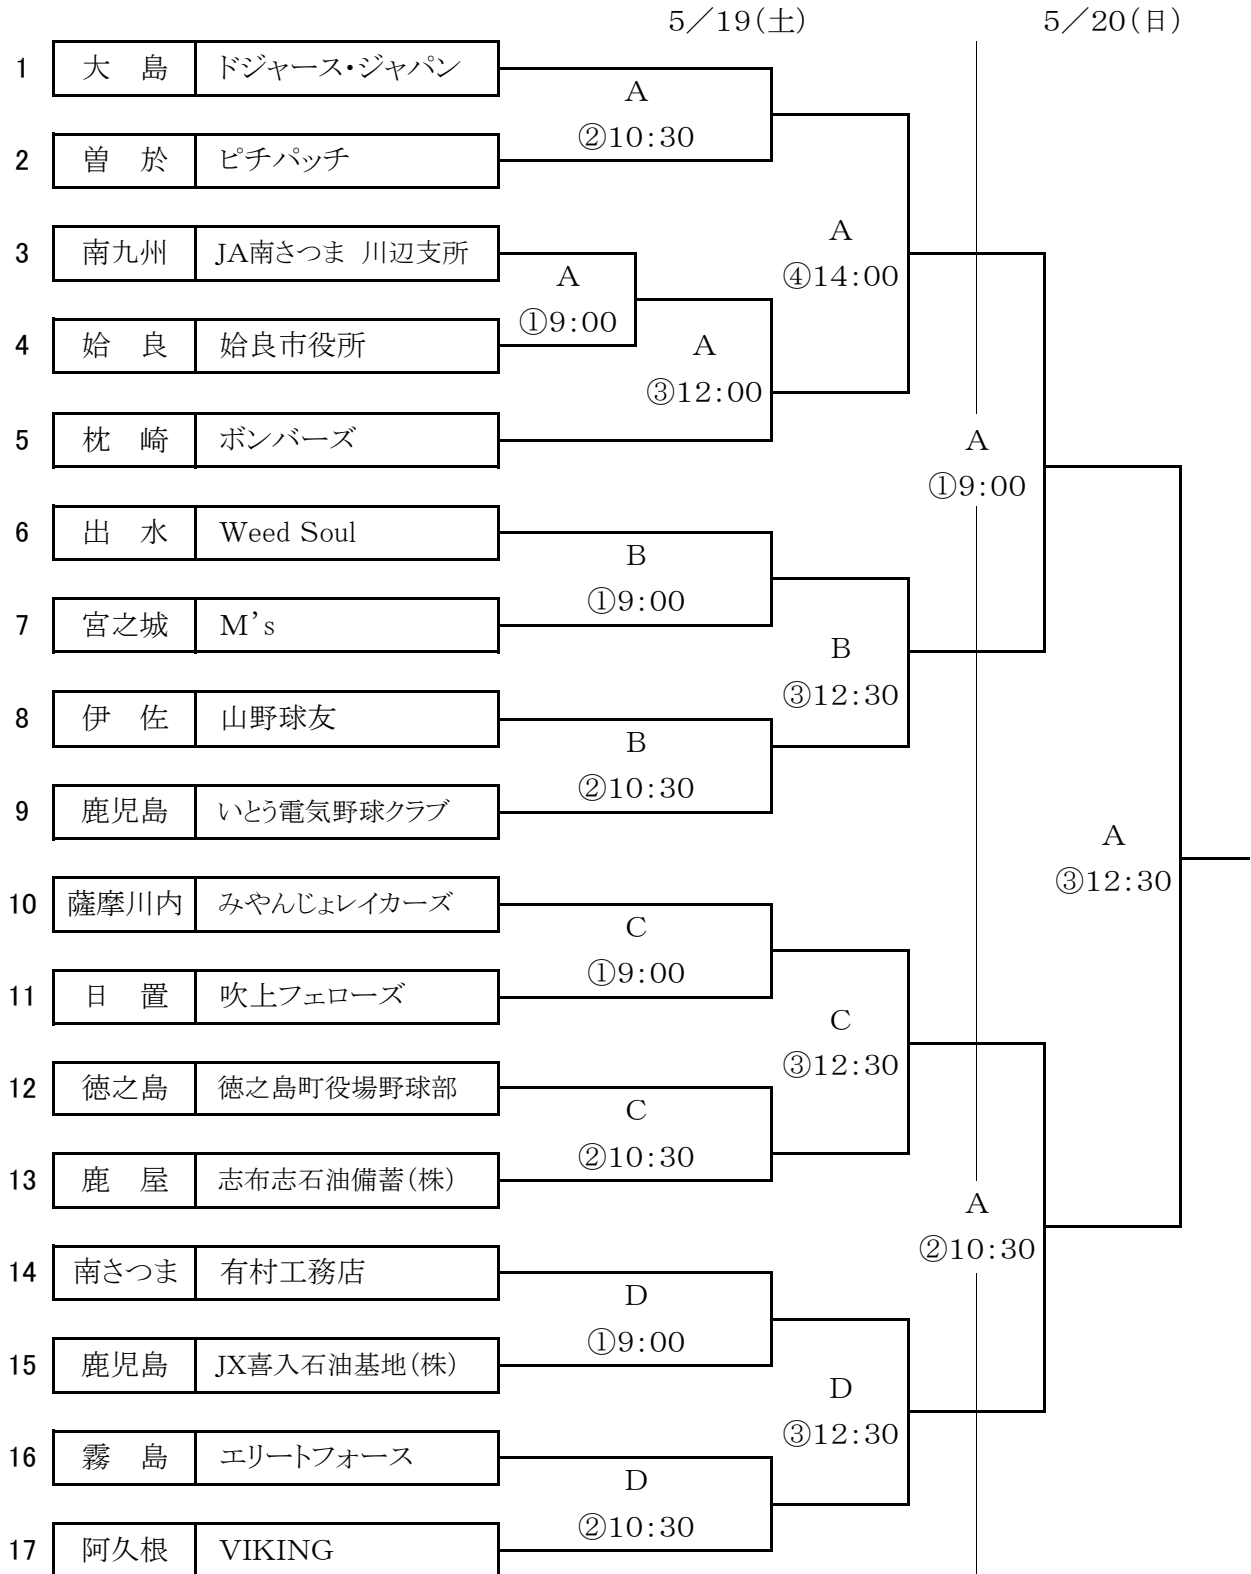 5／19(土) 5／20(日)
1 大　島 ドジャース・ジャパン
A
②10:30
2 曽　於 ピチパッチ
A
④14:00
3 南九州 JA南さつま 川辺支所
A
①9:00
4 姶　良 姶良市役所
A
③12:00
5 枕　崎 ボンバーズ
A
①9:00
6 出　水 Weed Soul
B
①9:00
7 宮之城 M’s
B
③12:30
8 伊　佐 山野球友
B
②10:30
9 鹿児島 いとう電気野球クラブ
A
③12:30
10 薩摩川内 みやんじょレイカーズ
C
①9:00
11 日　置 吹上フェローズ
C
③12:30
12 徳之島 徳之島町役場野球部
C
②10:30
13 鹿　屋 志布志石油備蓄(株)
A
②10:30
14 南さつま 有村工務店
D
①9:00
15 鹿児島 JX喜入石油基地(株)
D
③12:30
16 霧　島 エリートフォース
D
②10:30
17 阿久根 VIKING